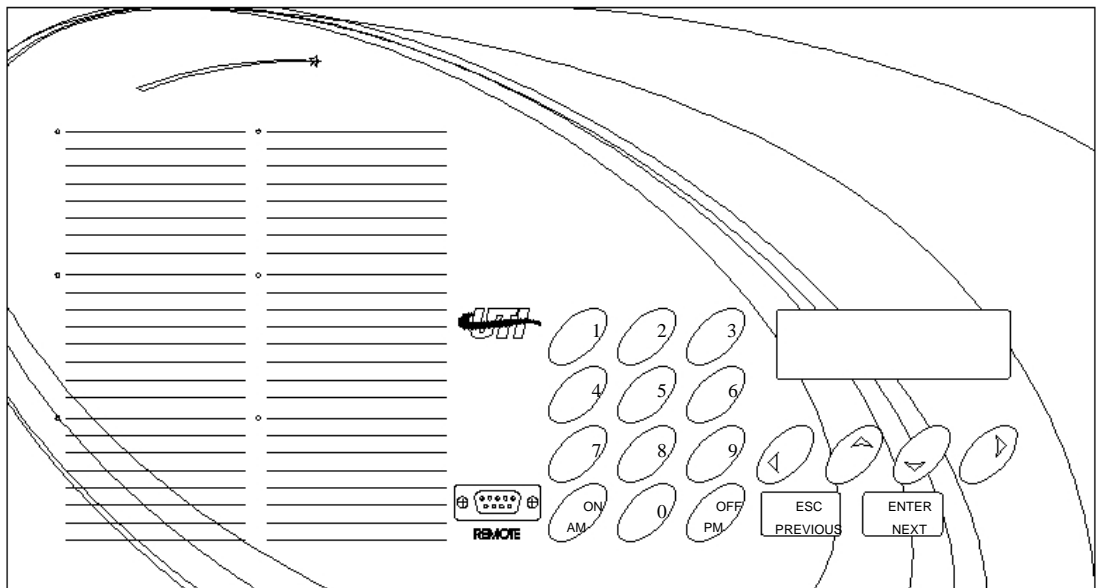 1 2 3
4 5 6
7 8 9
ON
AM
0
OFF
PM
ESC
PREVIOUS
ENTER
NEXT
REMOTE